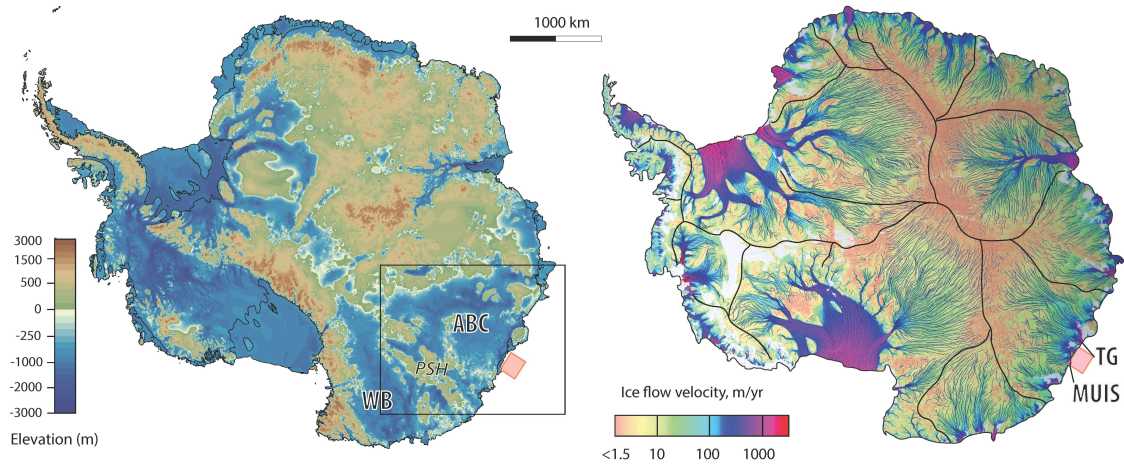 1000 km
3000
1500
500
0
-250
-1000
-2000
-3000
Elevation (m)
ABC
PSH
WB
TG
MUIS
Ice flow velocity, m/yr
<1.5 10 100 1000